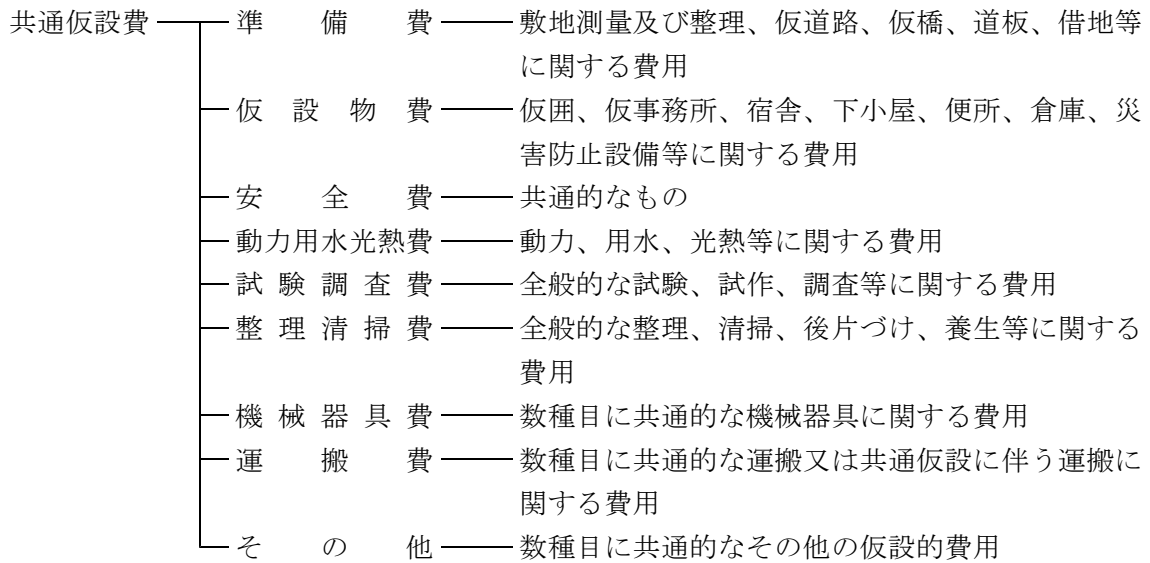 共通仮設費 準備費 敷地測量及び整理、仮道路、仮橋、道板、借地等
に関する費用
仮設物費 仮囲、仮事務所、宿舎、下小屋、便所、倉庫、災
害防止設備等に関する費用
安全費 共通的なもの
動力用水光熱費 動力、用水、光熱等に関する費用
試験調査費 全般的な試験、試作、調査等に関する費用
整理清掃費 全般的な整理、清掃、後片づけ、養生等に関する
費用
機械器具費 数種目に共通的な機械器具に関する費用
運搬費 数種目に共通的な運搬又は共通仮設に伴う運搬に
関する費用
その他 数種目に共通的なその他の仮設的費用